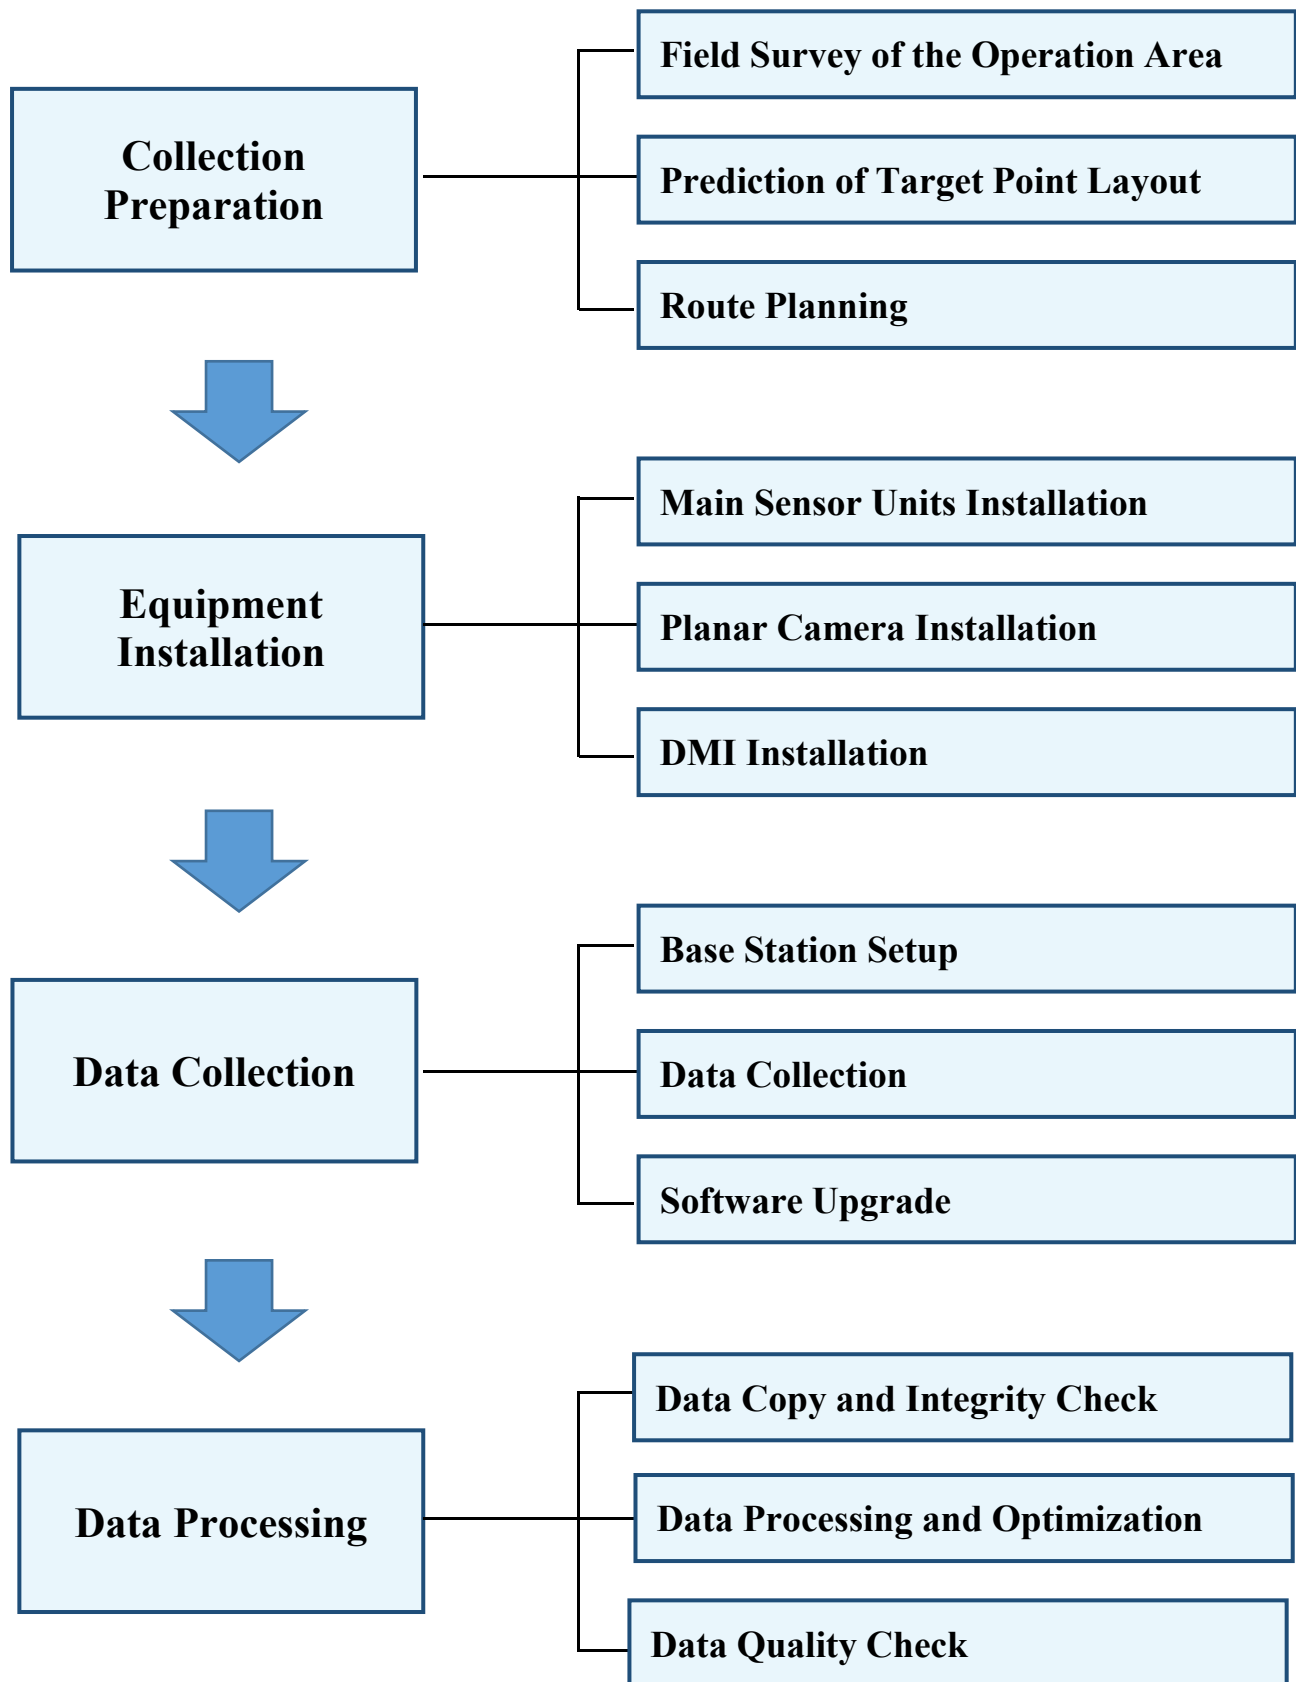 Collection
Preparation
Field Survey of the Operation Area
Prediction of Target Point Layout
Route Planning
Equipment
Installation
Main Sensor Units Installation
Planar Camera Installation
DMI Installation
Data Collection
Base Station Setup
Data Collection
Software Upgrade
Data Processing
Data Copy and Integrity Check
Data Processing and Optimization
Data Quality Check